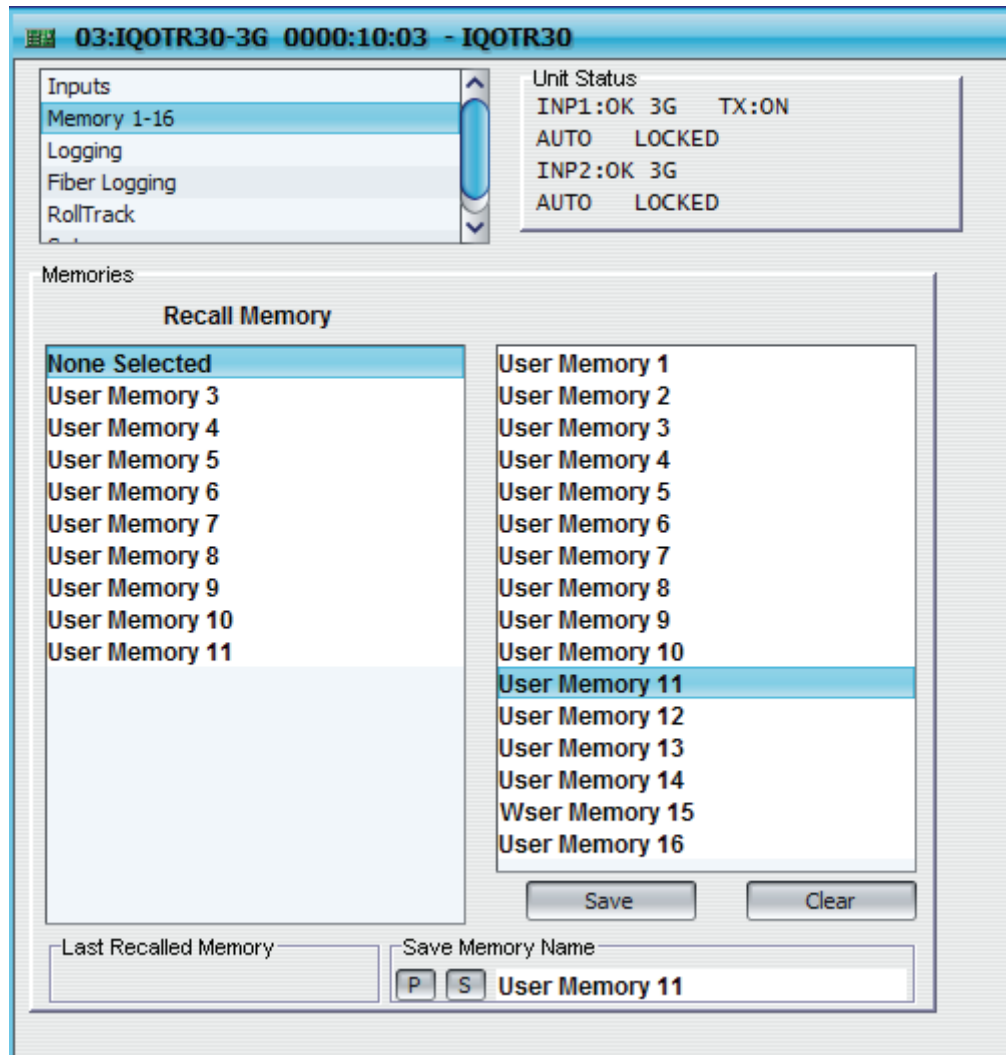 03:IQOTR30-3G 0000:10:03 - IQOTR30
Inputs
Memory 1-16
Logging
Fiber Logging
RollTrack
Unit Status
INP1:OK 3G TX:ON
AUTO LOCKED
INP2:OK 3G
AUTO LOCKED
Memories
Recall Memory
None Selected
User Memory 3
User Memory 4
User Memory 5
User Memory 6
User Memory 7
User Memory 8
User Memory 9
User Memory 10
User Memory 11
User Memory 1
User Memory 2
User Memory 3
User Memory 4
User Memory 5
User Memory 6
User Memory 7
User Memory 8
User Memory 9
User Memory 10
User Memory 11
User Memory 12
User Memory 13
User Memory 14
Wser Memory 15
User Memory 16
Save Clear
Last Recalled Memory
Save Memory Name
P S User Memory 11